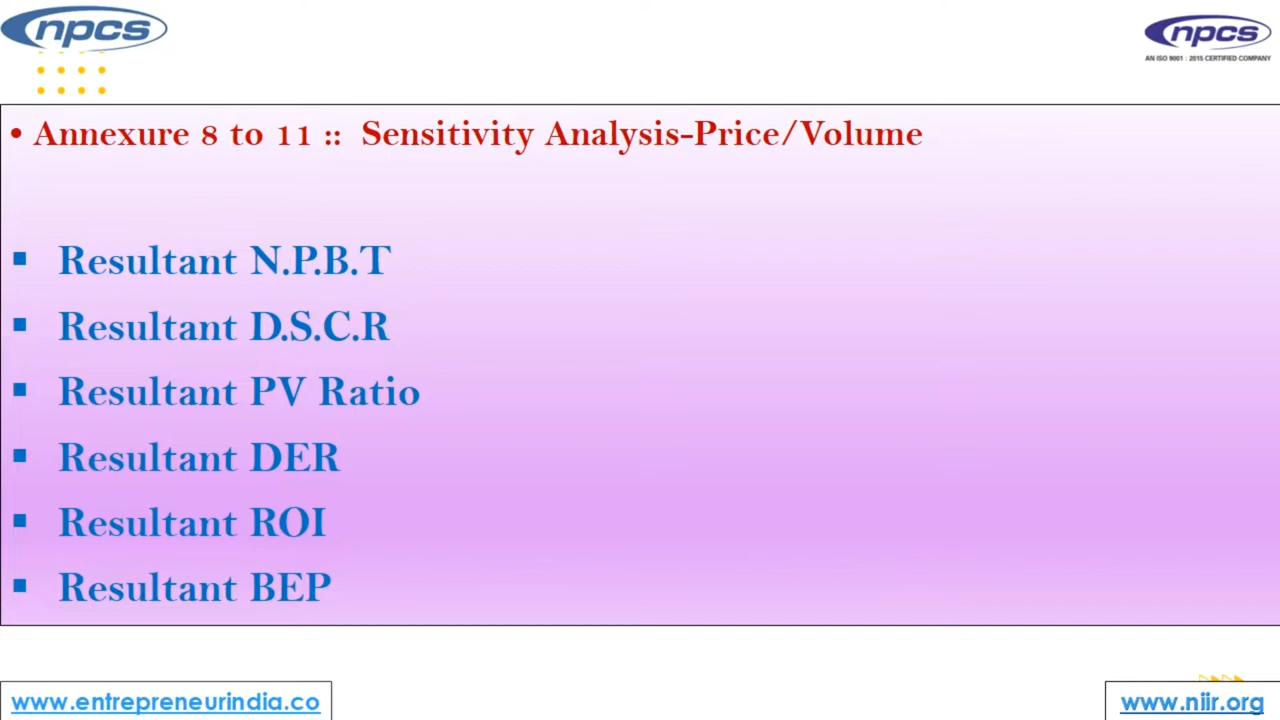 npcs
npcs
AN ISO 9001 : 2015 CERTIFIED COMPANY
• Annexure 8 to 11 :: Sensitivity Analysis-Price/Volume
▪ Resultant N.P.B.T
▪ Resultant D.S.C.R
▪ Resultant PV Ratio
▪ Resultant DER
▪ Resultant ROI
▪ Resultant BEP
www.entrepreneurindia.co
www.niir.org